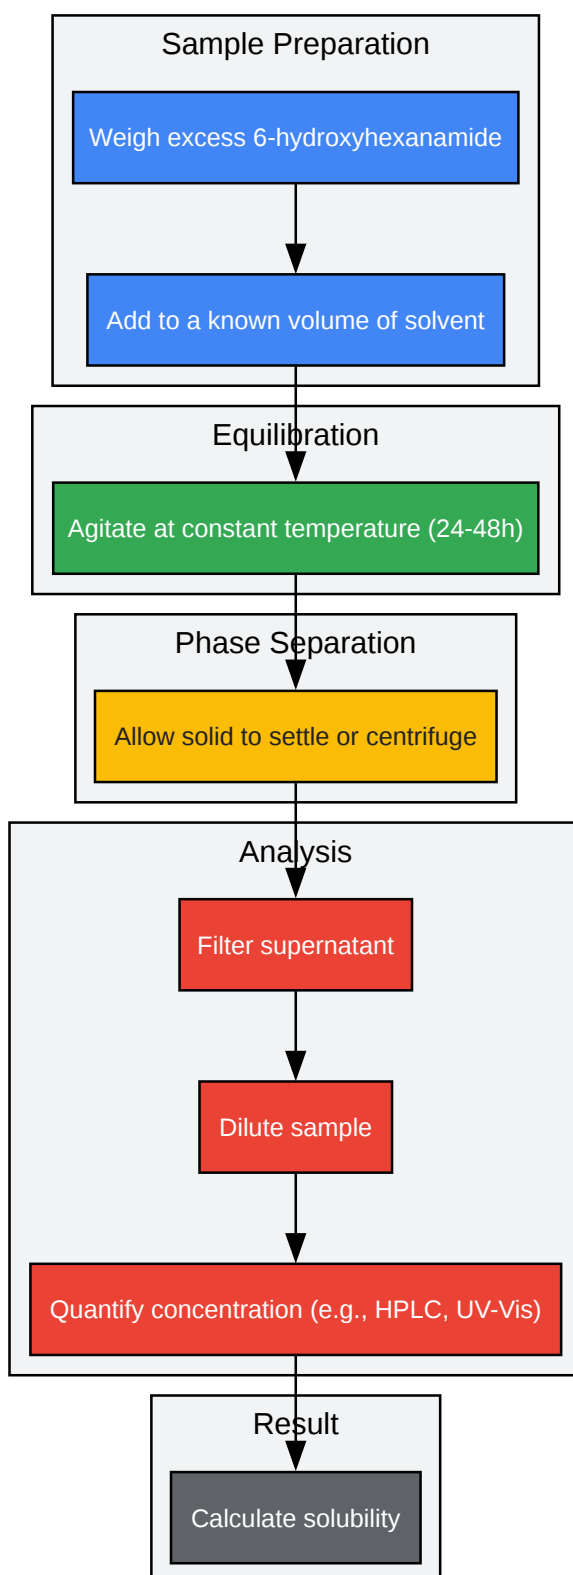 Sample Preparation
Weigh excess 6-hydroxyhexanamide
Add to a known volume of solvent
Equilibration
Agitate at constant temperature (24-48h)
Phase Separation
Allow solid to settle or centrifuge
Analysis
Filter supernatant
Dilute sample
Quantify concentration (e.g., HPLC, UV-Vis)
Result
Calculate solubility